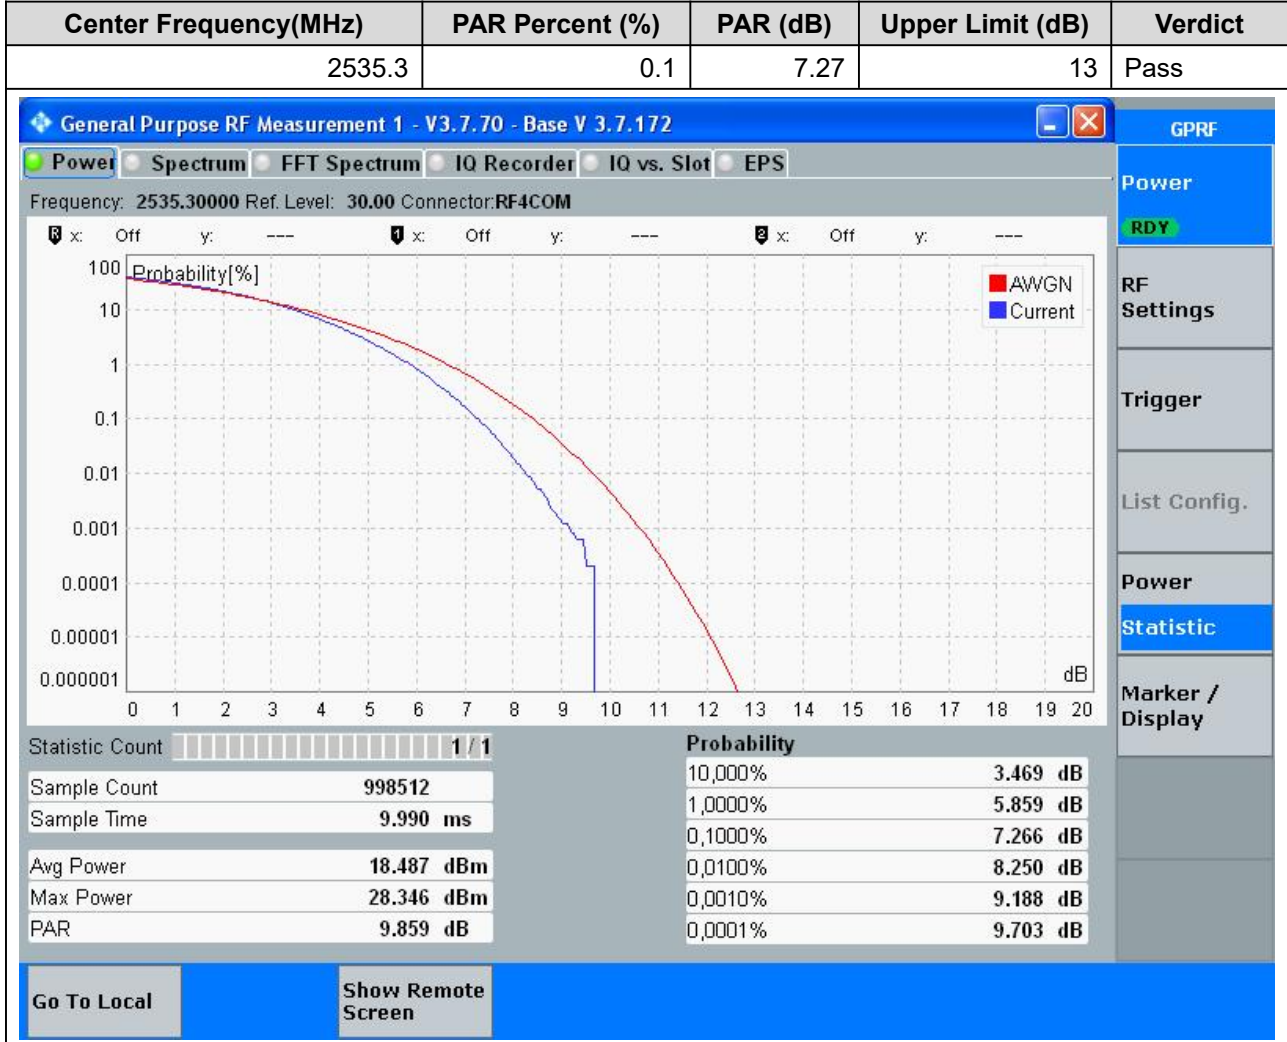 Center Frequency(MHz) PAR Percent (%) PAR (dB) Upper Limit (dB) Verdict
2535.3 0.1 7.27 13 Pass
General Purpose RF Measurement 1 - V3.7.70 - Base V 3.7.172
GPRF
Power Spectrum FFT Spectrum IQ Recorder IQ vs. Slot EPS
Frequency: 2535.30000 Ref. Level: 30.00 Connector:RF4COM
R x: Off y: --- 1 x: Off y: --- 2 x: Off y: ---
Probability[%]
100
10
1
0.1
0.01
0.001
0.0001
0.00001
0.000001
AWGN
Current
dB
0 1 2 3 4 5 6 7 8 9 10 11 12 13 14 15 16 17 18 19 20
Power
RDY
RF
Settings
Trigger
List Config.
Power
Statistic
Marker /
Display
Statistic Count 1 / 1
Sample Count 998512
Sample Time 9.990 ms
Avg Power 18.487 dBm
Max Power 28.346 dBm
PAR 9.859 dB
Probability
10,000% 3.469 dB
1,0000% 5.859 dB
0,1000% 7.266 dB
0,0100% 8.250 dB
0,0010% 9.188 dB
0,0001% 9.703 dB
Go To Local
Show Remote
Screen